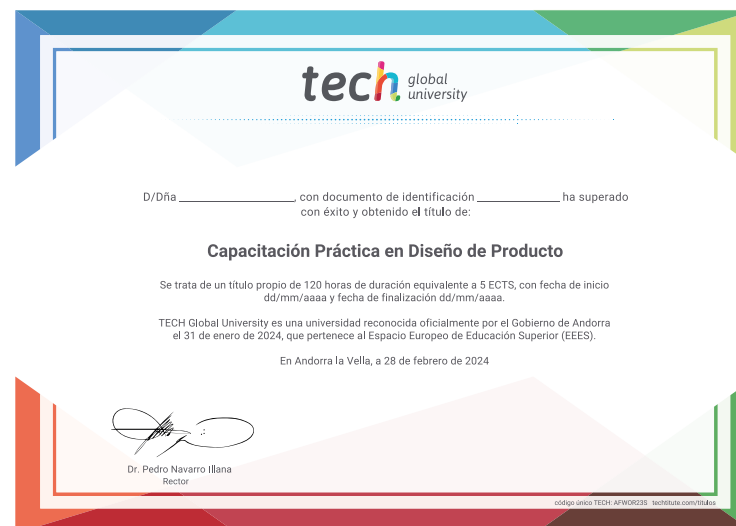 tech global university
D/Dña ____________________, con documento de identificación ______________ ha superado
con éxito y obtenido el título de:
Capacitación Práctica en Diseño de Producto
Se trata de un título propio de 120 horas de duración equivalente a 5 ECTS, con fecha de inicio
dd/mm/aaaa y fecha de finalización dd/mm/aaaa.
TECH Global University es una universidad reconocida oficialmente por el Gobierno de Andorra
el 31 de enero de 2024, que pertenece al Espacio Europeo de Educación Superior (EEES).
En Andorra la Vella, a 28 de febrero de 2024
Dr. Pedro Navarro Illana
Rector
código único TECH: AFWOR23S techtitute.com/titulos